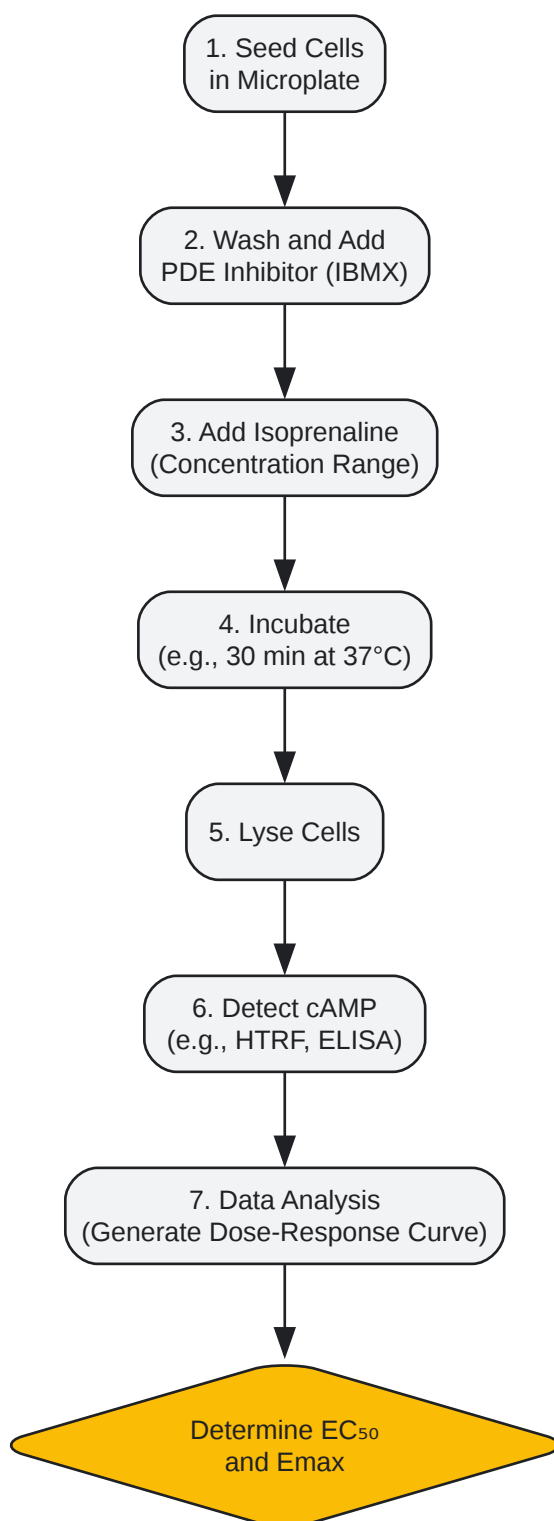 1. Seed Cells
in Microplate
2. Wash and Add
PDE Inhibitor (IBMX)
3. Add Isoprenaline
(Concentration Range)
4. Incubate
(e.g., 30 min at 37°C)
5. Lyse Cells
6. Detect cAMP
(e.g., HTRF, ELISA)
7. Data Analysis
(Generate Dose-Response Curve)
Determine EC₅₀
and Emax